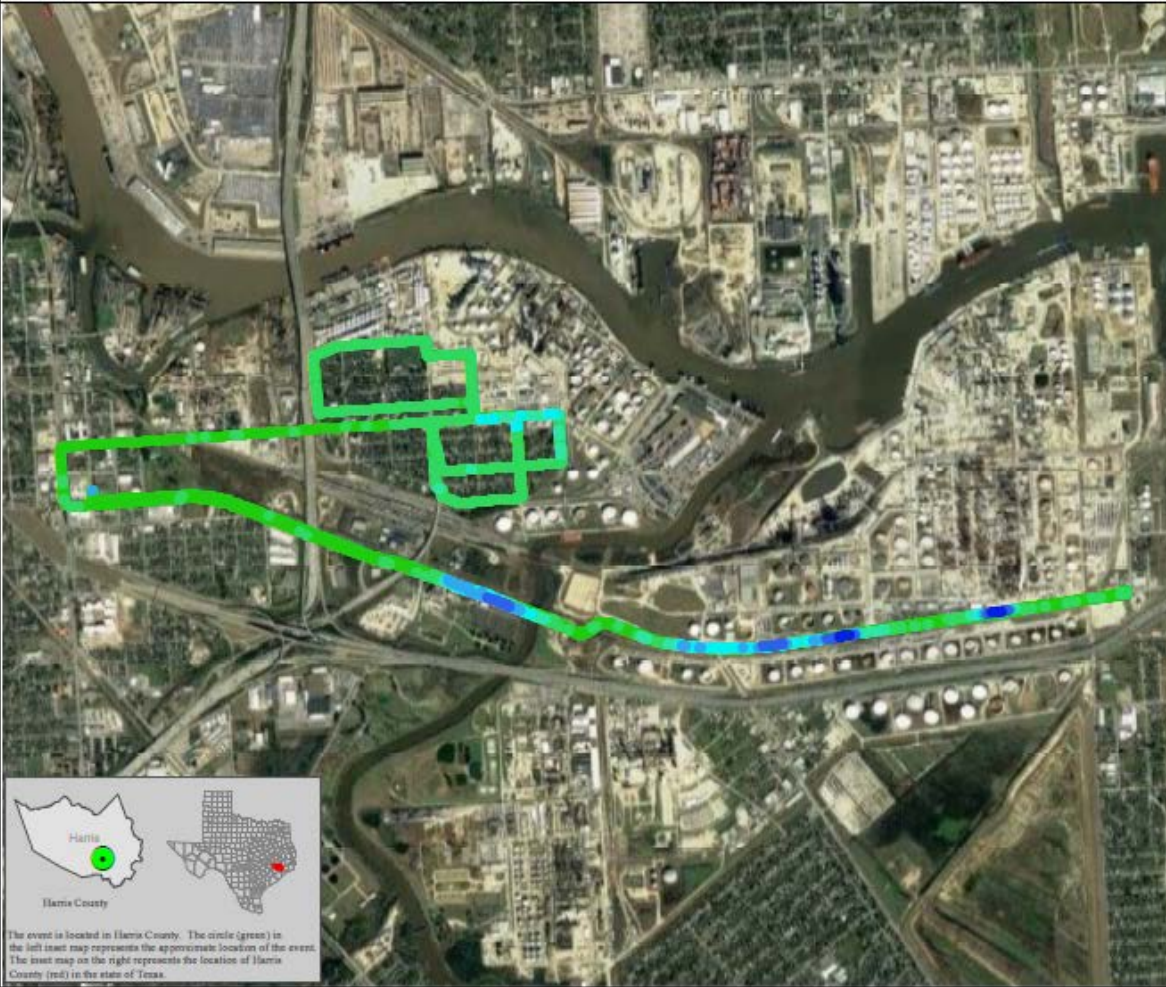 Harris
Harris County
The event is located in Harris County. The circle (green) in
the left inset map represents the approximate location of the event.
The inset map on the right represents the location of Harris
County (red) in the state of Texas.